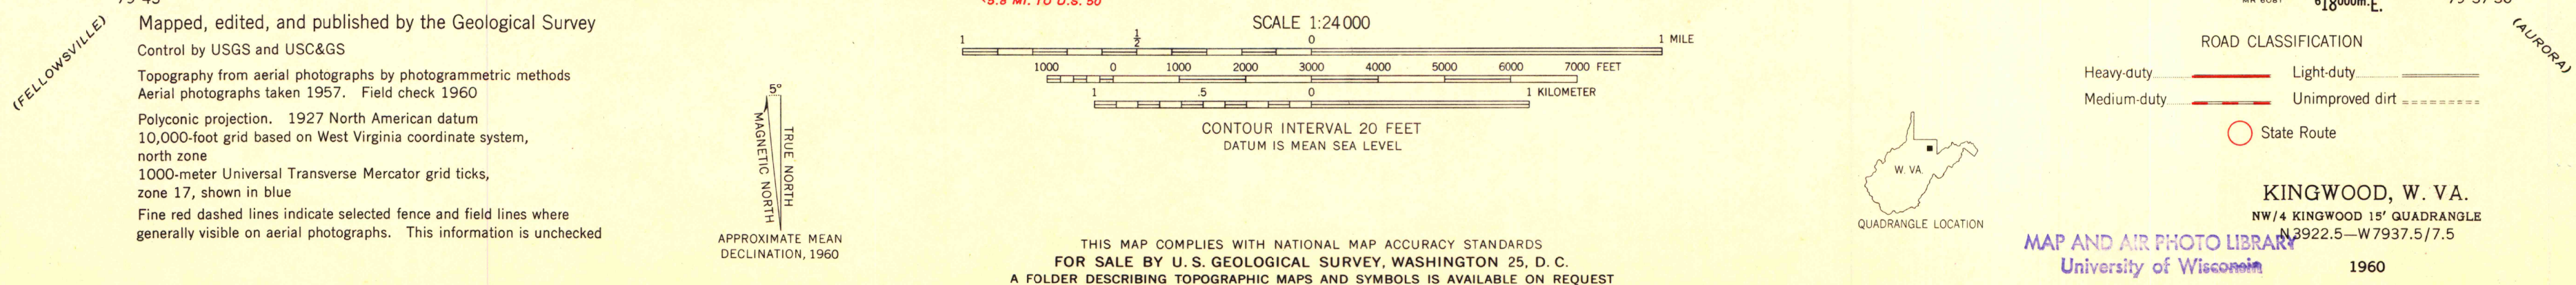 (FELLOWSVILLE)
Mapped, edited, and published by the Geological Survey
Control by USGS and USC&GS
Topography from aerial photographs by photogrammetric methods
Aerial photographs taken 1957. Field check 1960
Polyconic projection. 1927 North American datum
10,000-foot grid based on West Virginia coordinate system,
north zone
1000-meter Universal Transverse Mercator grid ticks,
zone 17, shown in blue
Fine red dashed lines indicate selected fence and field lines where
generally visible on aerial photographs. This information is unchecked
5°
MAGNETIC NORTH
TRUE NORTH
APPROXIMATE MEAN
DECLINATION, 1960
5.8 MI. TO U.S. 50
SCALE 1:24000
1 ½ 0 1 MILE
1000 0 1000 2000 3000 4000 5000 6000 7000 FEET
1 .5 0 1 KILOMETER
CONTOUR INTERVAL 20 FEET
DATUM IS MEAN SEA LEVEL
THIS MAP COMPLIES WITH NATIONAL MAP ACCURACY STANDARDS
FOR SALE BY U. S. GEOLOGICAL SURVEY, WASHINGTON 25, D. C.
A FOLDER DESCRIBING TOPOGRAPHIC MAPS AND SYMBOLS IS AVAILABLE ON REQUEST
W. VA.
QUADRANGLE LOCATION
618000m.E.
(AURORA)
ROAD CLASSIFICATION
Heavy-duty Light-duty
Medium-duty Unimproved dirt
State Route
KINGWOOD, W. VA.
NW/4 KINGWOOD 15' QUADRANGLE
N3922.5—W7937.5/7.5
1960
MAP AND AIR PHOTO LIBRARY
University of Wisconsin